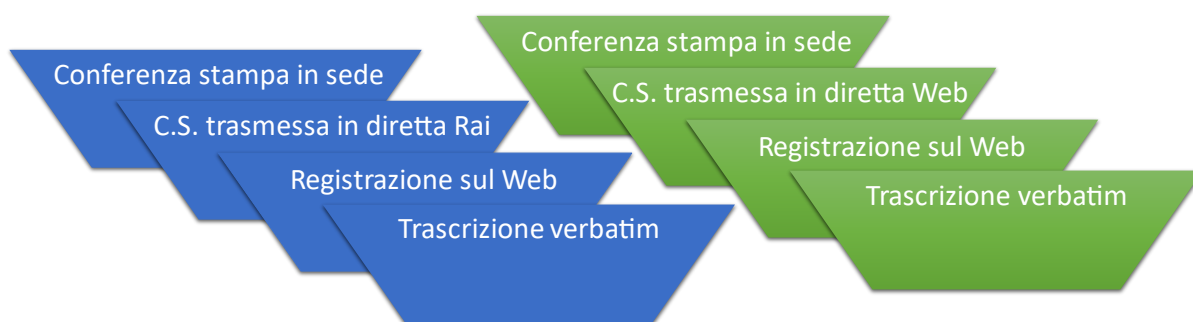 Conferenza stampa in sede
C.S. trasmessa in diretta Rai
Registrazione sul Web
Trascrizione verbatim
Conferenza stampa in sede
C.S. trasmessa in diretta Web
Registrazione sul Web
Trascrizione verbatim